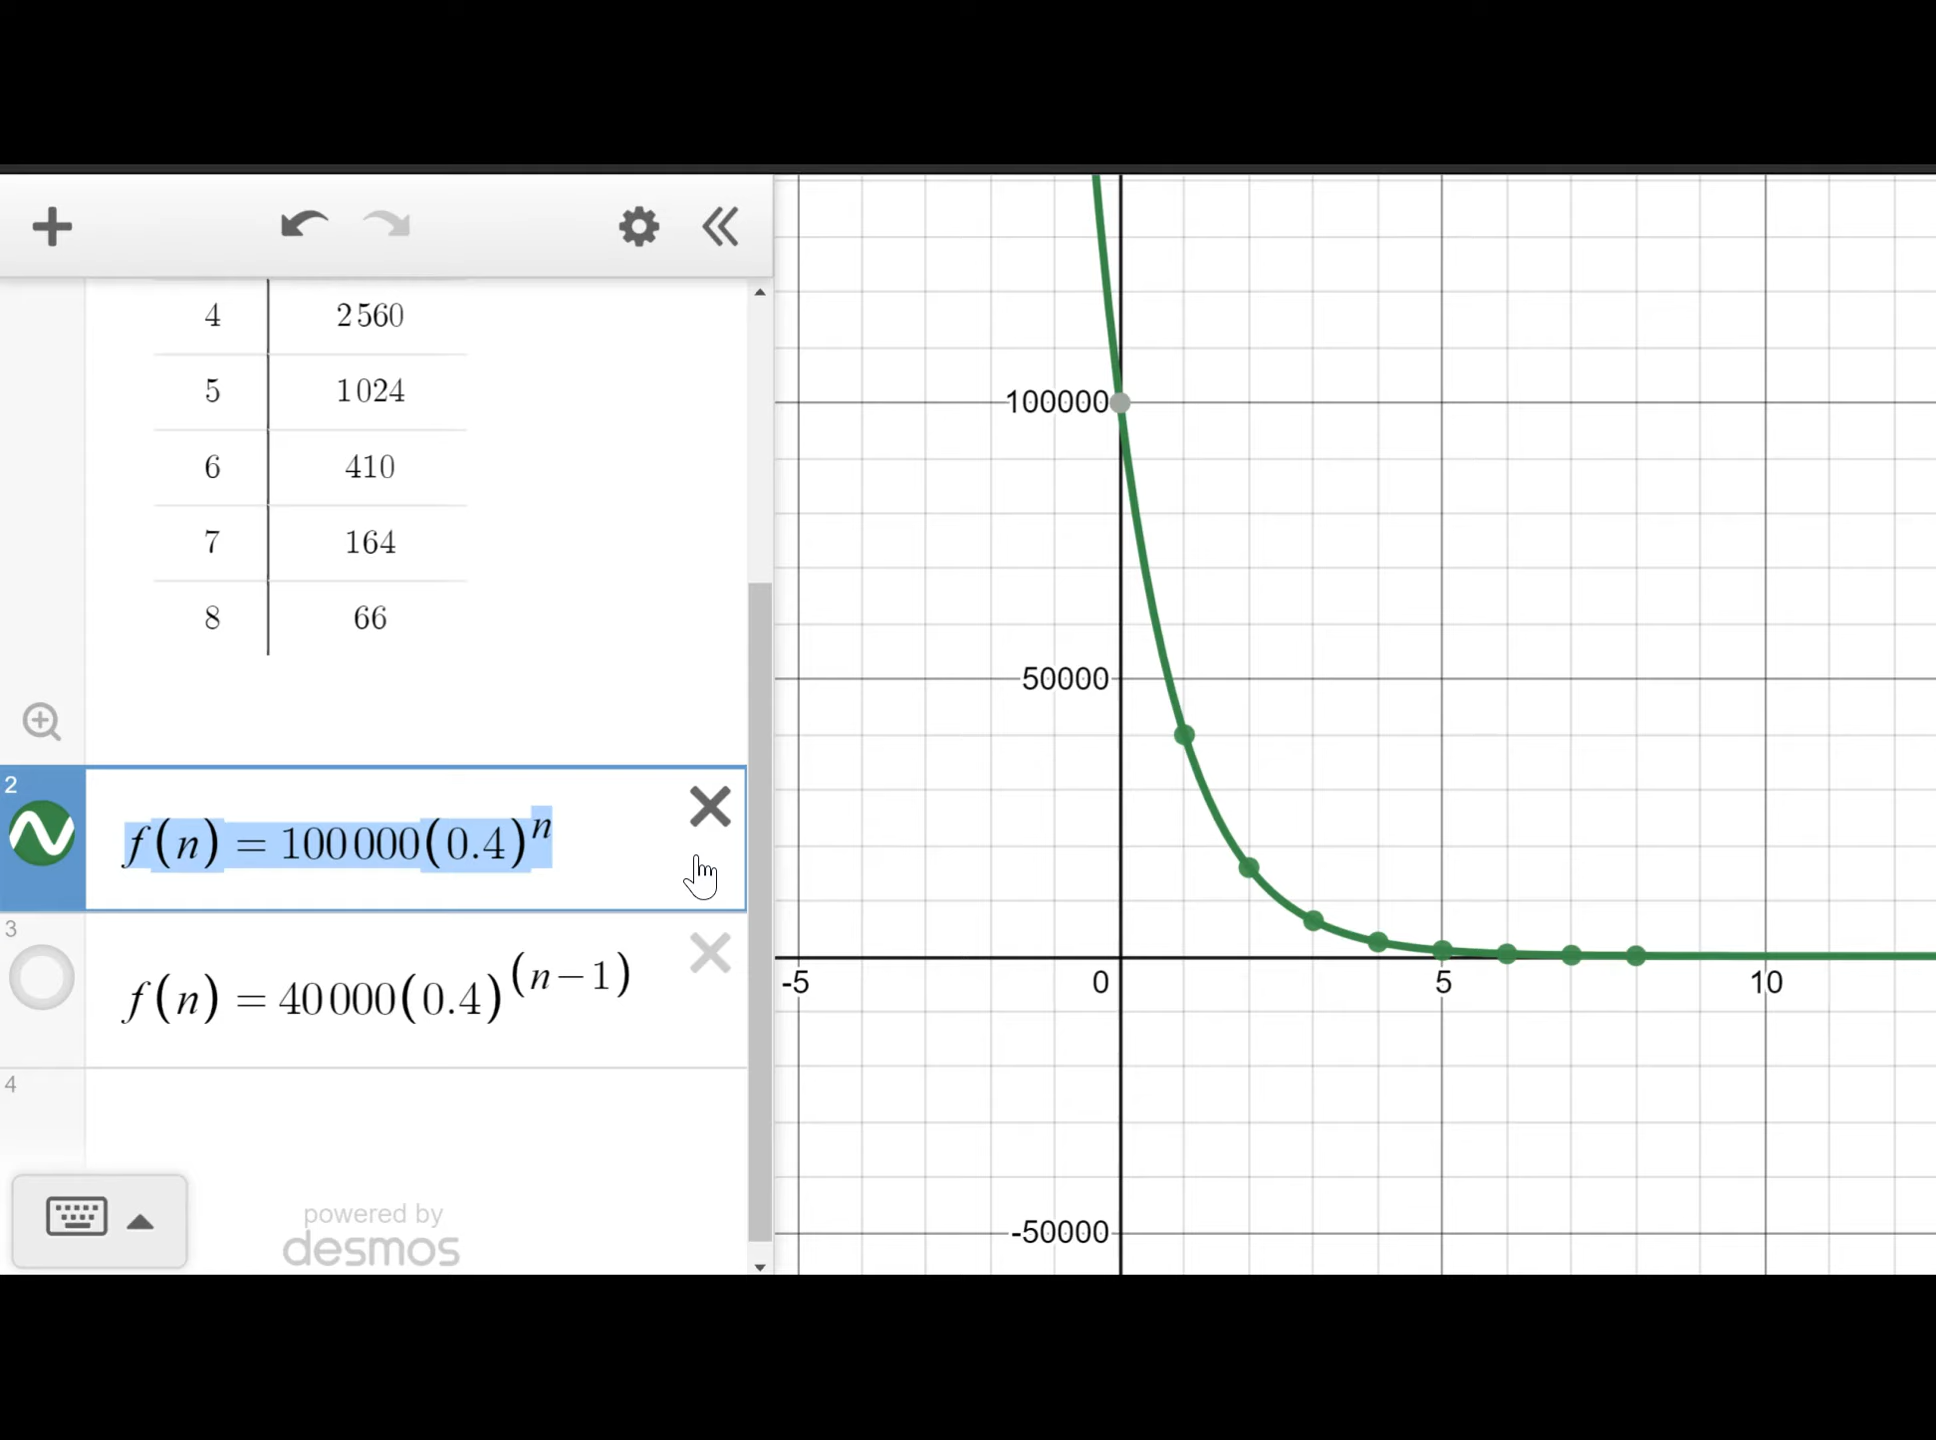 4 2560
5 1024
6 410
7 164
8 66
2
f(n) = 100000(0.4)^n
3
f(n) = 40000(0.4)^(n−1)
4
powered by
desmos
100000
50000
-5 0 5 10
-50000